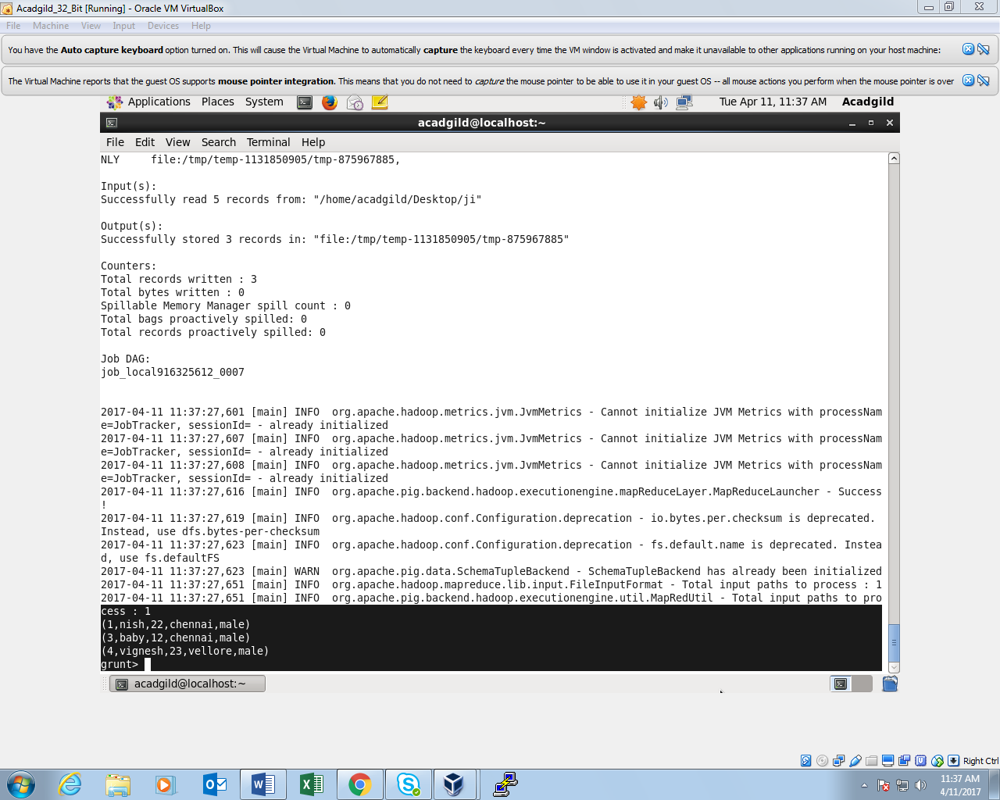 Acadgild_32_Bit [Running] - Oracle VM VirtualBox
File Machine View Input Devices Help
You have the Auto capture keyboard option turned on. This will cause the Virtual Machine to automatically capture the keyboard every time the VM window is activated and make it unavailable to other applications running on your host machine:
The Virtual Machine reports that the guest OS supports mouse pointer integration. This means that you do not need to capture the mouse pointer to be able to use it in your guest OS -- all mouse actions you perform when the mouse pointer is over
Applications Places System Tue Apr 11, 11:37 AM Acadgild
acadgild@localhost:~
File Edit View Search Terminal Help
NLY     file:/tmp/temp-1131850905/tmp-875967885,
Input(s):
Successfully read 5 records from: "/home/acadgild/Desktop/ji"
Output(s):
Successfully stored 3 records in: "file:/tmp/temp-1131850905/tmp-875967885"
Counters:
Total records written : 3
Total bytes written : 0
Spillable Memory Manager spill count : 0
Total bags proactively spilled: 0
Total records proactively spilled: 0
Job DAG:
job_local916325612_0007
2017-04-11 11:37:27,601 [main] INFO  org.apache.hadoop.metrics.jvm.JvmMetrics - Cannot initialize JVM Metrics with processNam
e=JobTracker, sessionId= - already initialized
2017-04-11 11:37:27,607 [main] INFO  org.apache.hadoop.metrics.jvm.JvmMetrics - Cannot initialize JVM Metrics with processNam
e=JobTracker, sessionId= - already initialized
2017-04-11 11:37:27,608 [main] INFO  org.apache.hadoop.metrics.jvm.JvmMetrics - Cannot initialize JVM Metrics with processNam
e=JobTracker, sessionId= - already initialized
2017-04-11 11:37:27,616 [main] INFO  org.apache.pig.backend.hadoop.executionengine.mapReduceLayer.MapReduceLauncher - Success
!
2017-04-11 11:37:27,619 [main] INFO  org.apache.hadoop.conf.Configuration.deprecation - io.bytes.per.checksum is deprecated.
Instead, use dfs.bytes-per-checksum
2017-04-11 11:37:27,623 [main] INFO  org.apache.hadoop.conf.Configuration.deprecation - fs.default.name is deprecated. Instea
d, use fs.defaultFS
2017-04-11 11:37:27,623 [main] WARN  org.apache.pig.data.SchemaTupleBackend - SchemaTupleBackend has already been initialized
2017-04-11 11:37:27,651 [main] INFO  org.apache.hadoop.mapreduce.lib.input.FileInputFormat - Total input paths to process : 1
2017-04-11 11:37:27,651 [main] INFO  org.apache.pig.backend.hadoop.executionengine.util.MapRedUtil - Total input paths to pro
cess : 1
(1,nish,22,chennai,male)
(3,baby,12,chennai,male)
(4,vignesh,23,vellore,male)
grunt>
acadgild@localhost:~
Right Ctrl
11:37 AM
4/11/2017